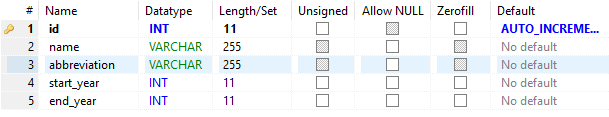 # Name Datatype Length/Set Unsigned Allow NULL Zerofill Default
1 id INT 11 AUTO_INCREME...
2 name VARCHAR 255 No default
3 abbreviation VARCHAR 255 No default
4 start_year INT 11 No default
5 end_year INT 11 No default